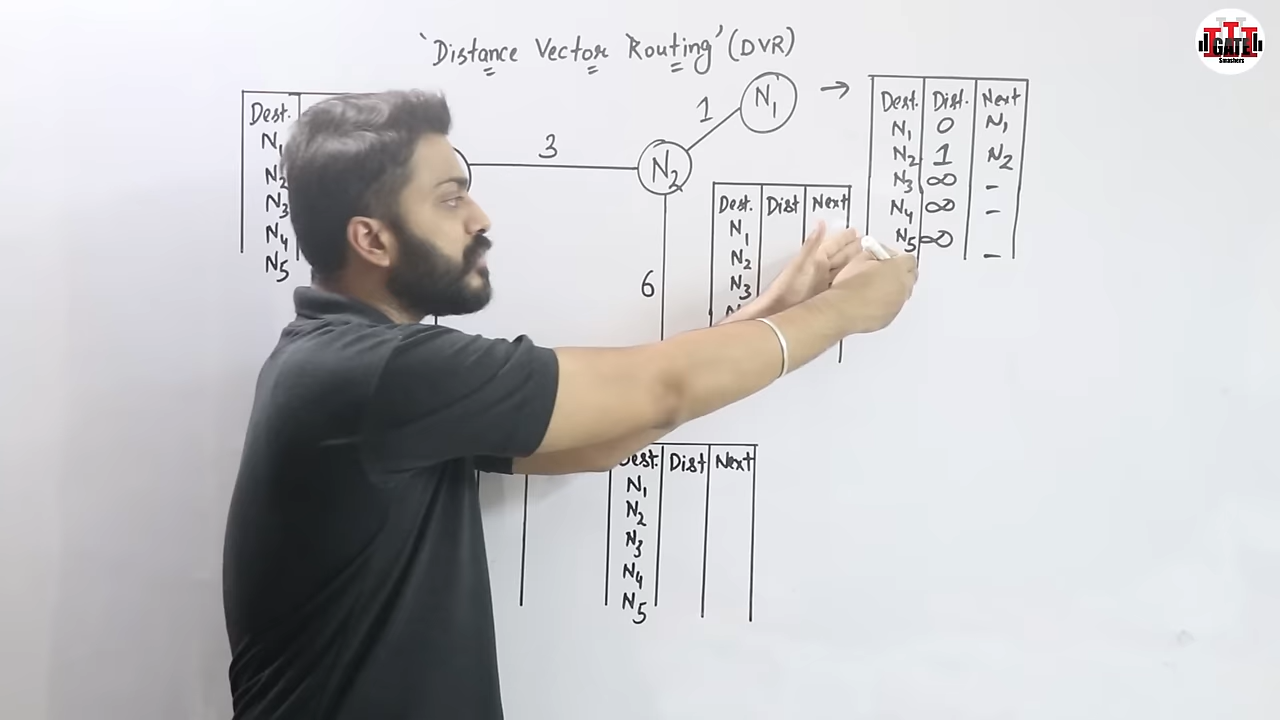 'Distance Vector Routing' (DVR)
Dest.
N1
N2
N3
N4
N5
3
N2
1
N1
6
→
Dest. Dist. Next
N1 0 N1
N2 1 N2
N3 ∞ -
N4 ∞ -
N5 ∞ -
Dest. Dist Next
N1
N2
N3
Dest. Dist Next
N1
N2
N3
N4
N5
GATE
Smashers